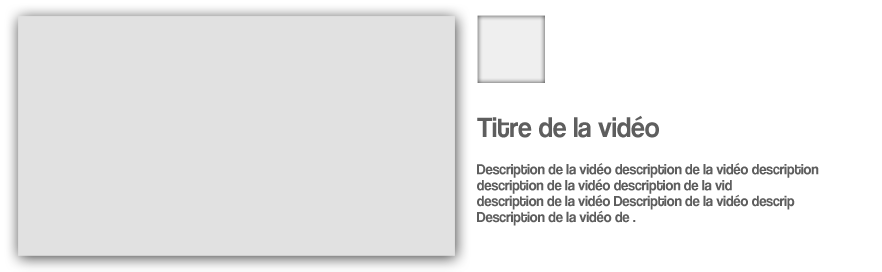 Titre de la vidéo
Description de la vidéo description de la vidéo description
description de la vidéo description de la vid
description de la vidéo Description de la vidéo descrip
Description de la vidéo de .